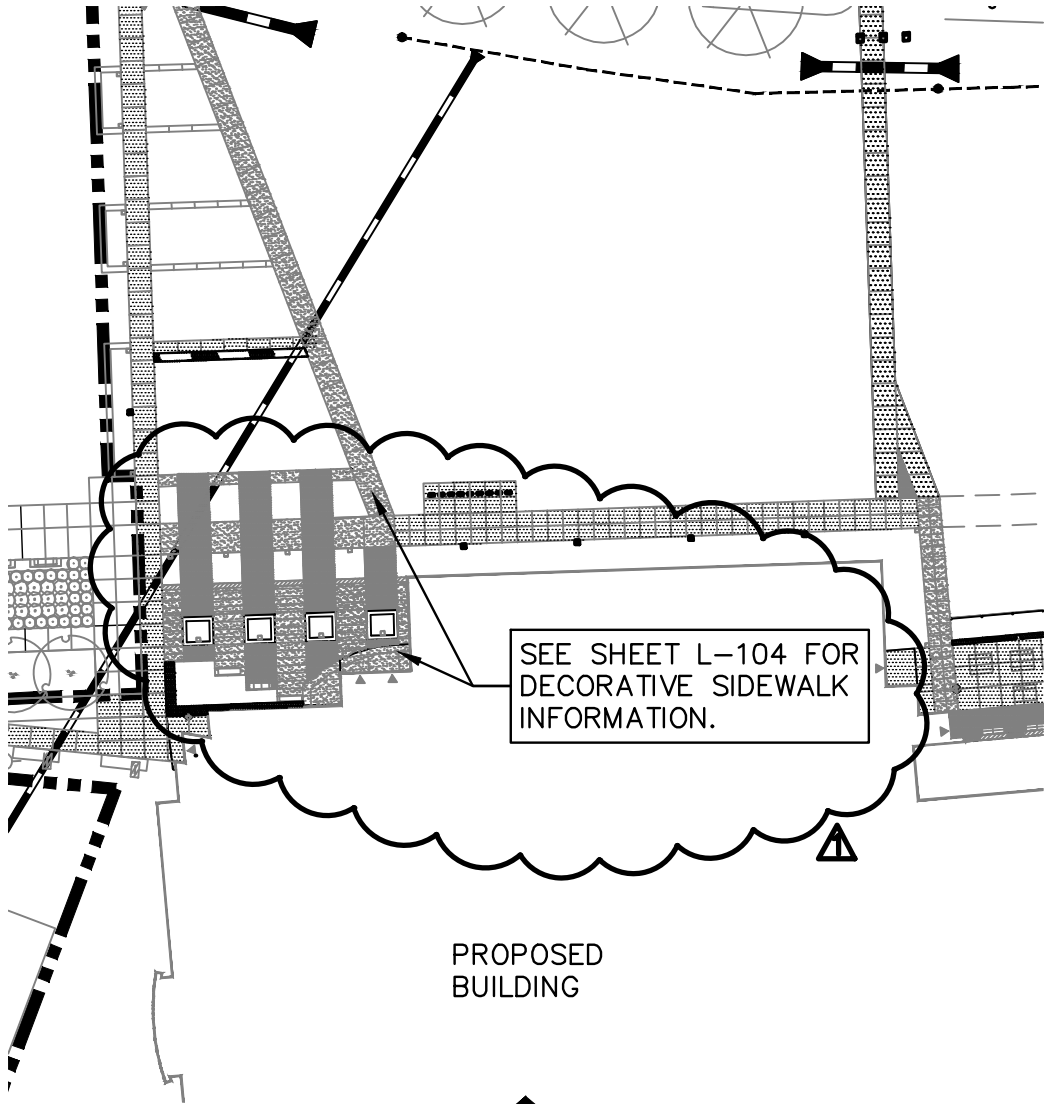 SEE SHEET L-104 FOR
DECORATIVE SIDEWALK
INFORMATION.
1
PROPOSED
BUILDING